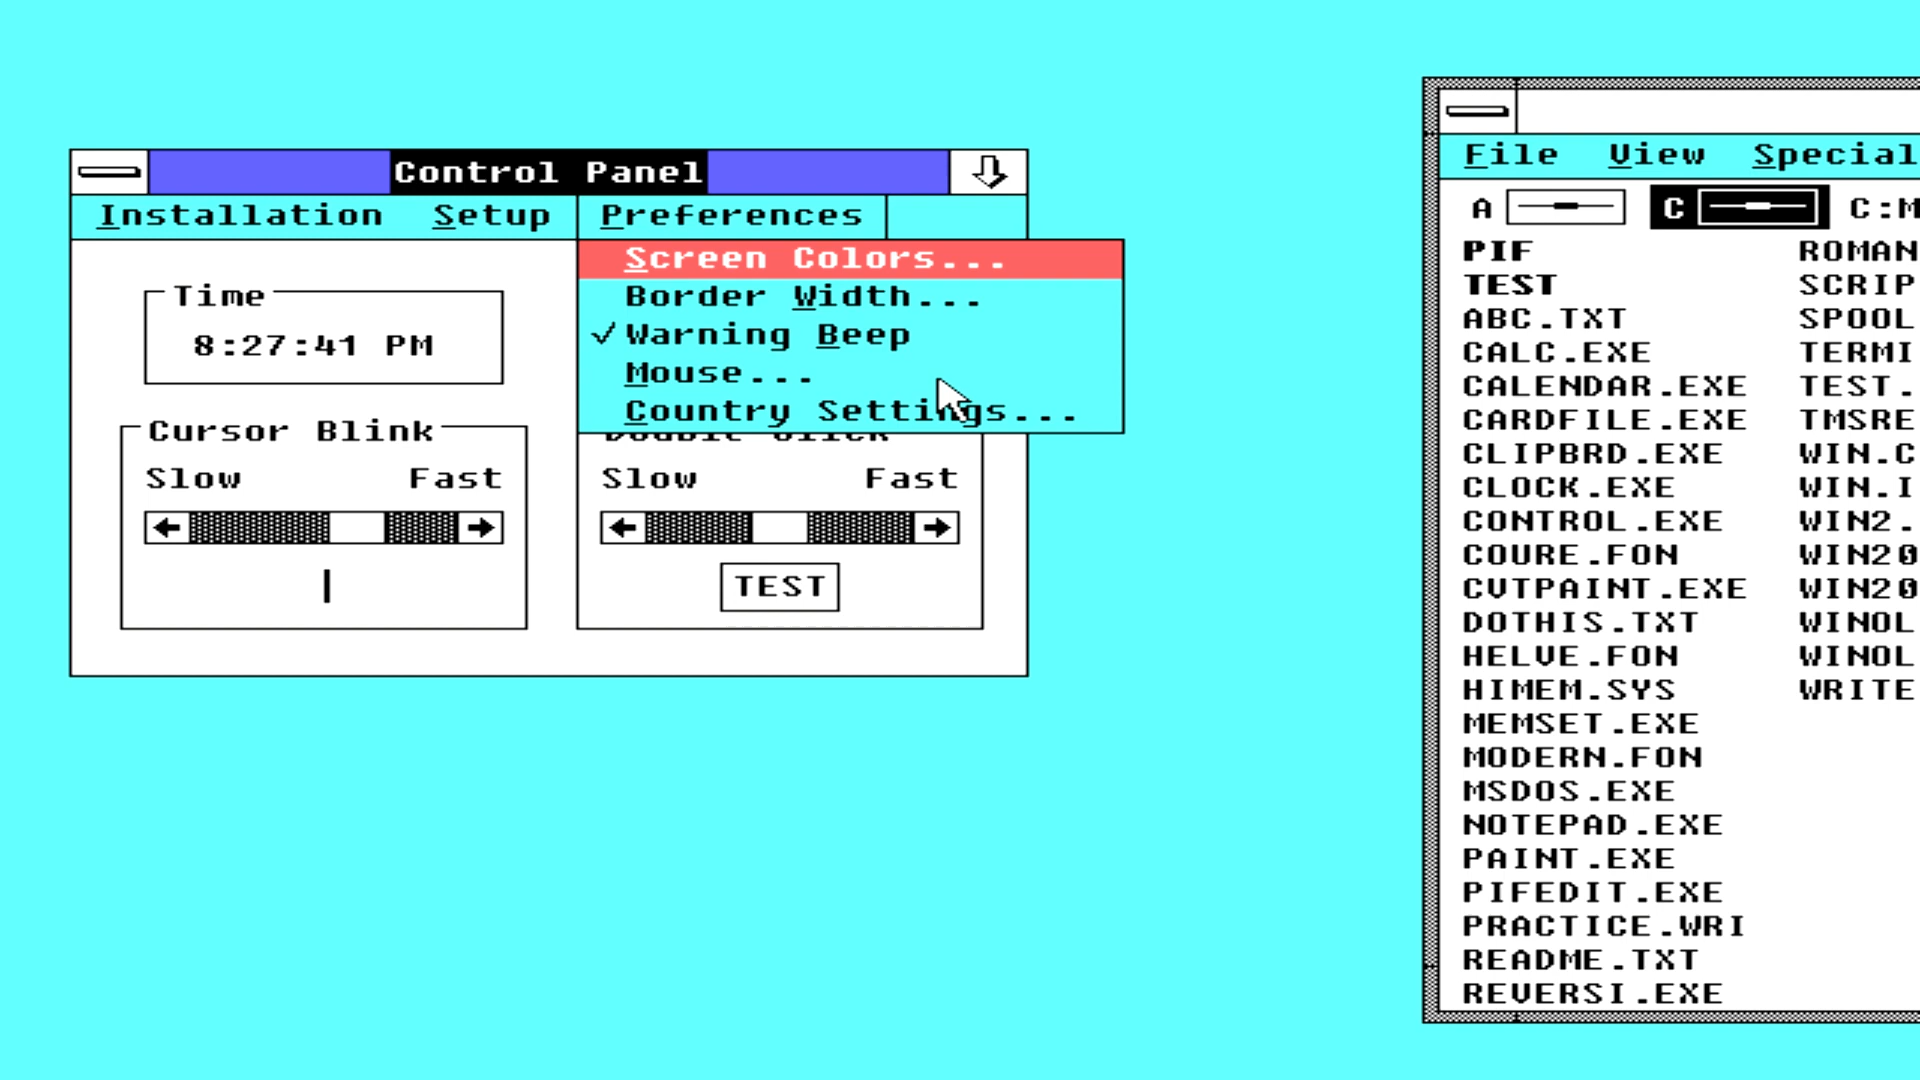 Control Panel
Installation Setup Preferences
Screen Colors...
Border Width...
✓Warning Beep
Mouse...
Country Settings...
Time
8:27:41 PM
Cursor Blink
Slow Fast
Double Click
Slow Fast
TEST
File View Special
A C C:M
PIF ROMAN
TEST SCRIP
ABC.TXT SPOOL
CALC.EXE TERMI
CALENDAR.EXE TEST.
CARDFILE.EXE TMSRE
CLIPBRD.EXE WIN.C
CLOCK.EXE WIN.I
CONTROL.EXE WIN2.
COURE.FON WIN20
CVTPAINT.EXE WIN20
DOTHIS.TXT WINOL
HELVE.FON WINOL
HIMEM.SYS WRITE
MEMSET.EXE
MODERN.FON
MSDOS.EXE
NOTEPAD.EXE
PAINT.EXE
PIFEDIT.EXE
PRACTICE.WRI
README.TXT
REVERSI.EXE